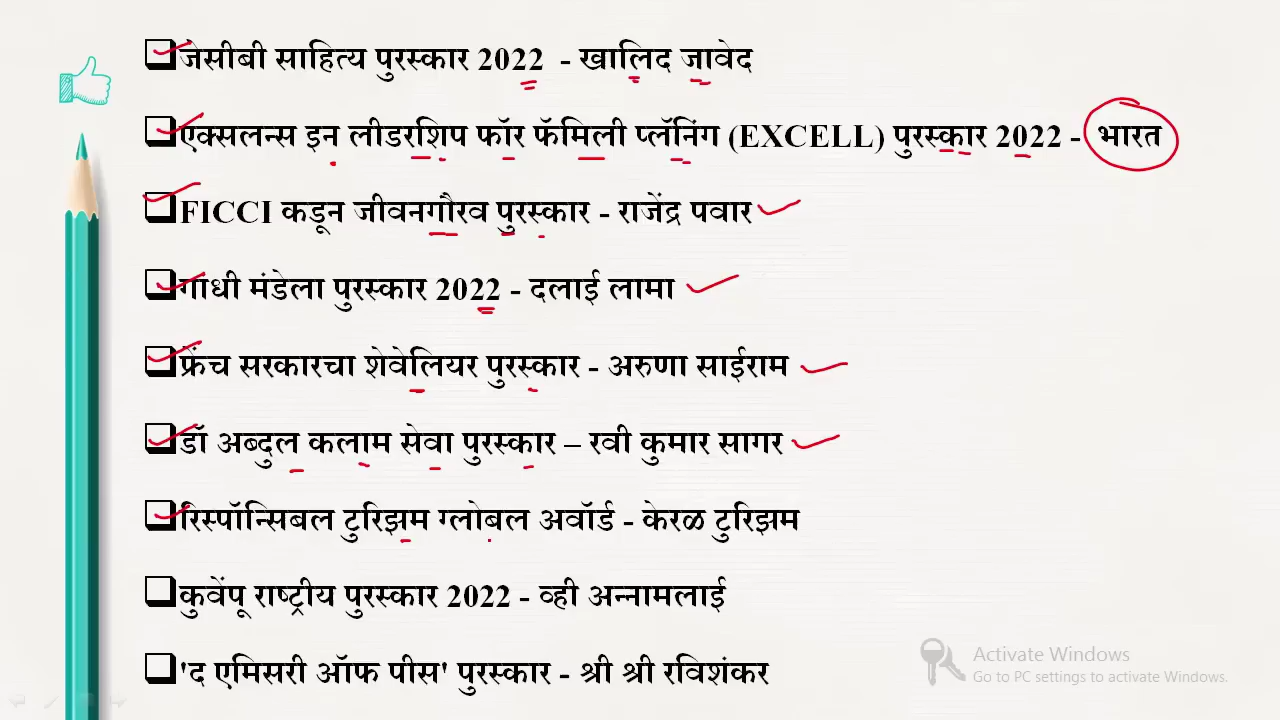 जेसीबी साहित्य पुरस्कार 2022 - खालिद जावेद
एक्सलन्स इन लीडरशिप फॉर फॅमिली प्लॅनिंग (EXCELL) पुरस्कार 2022 - भारत
FICCI कडून जीवनगौरव पुरस्कार - राजेंद्र पवार
गांधी मंडेला पुरस्कार 2022 - दलाई लामा
फ्रेंच सरकारचा शेवेलियर पुरस्कार - अरुणा साईराम
डॉ अब्दुल कलाम सेवा पुरस्कार – रवी कुमार सागर
रिस्पॉन्सिबल टुरिझम ग्लोबल अवॉर्ड - केरळ टुरिझम
कुवेंपू राष्ट्रीय पुरस्कार 2022 - व्ही अन्नामलाई
'द एमिसरी ऑफ पीस' पुरस्कार - श्री श्री रविशंकर
Activate Windows
Go to PC settings to activate Windows.